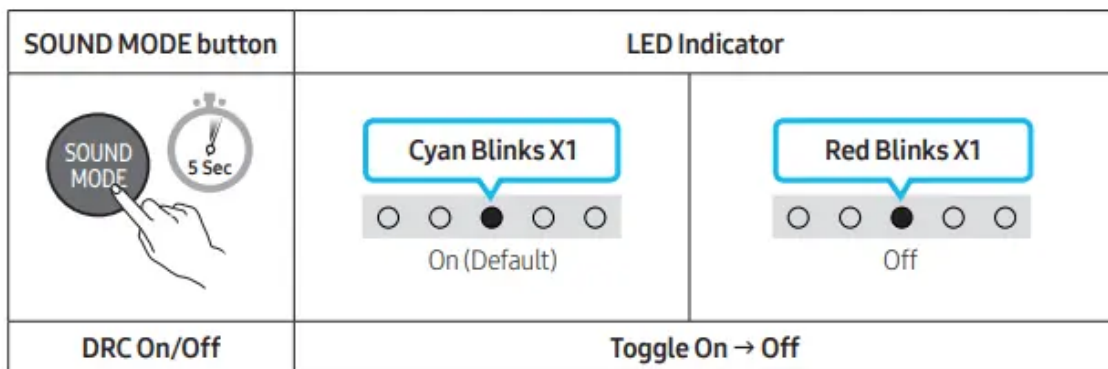 SOUND MODE button
LED Indicator
SOUND
MODE
5 Sec
Cyan Blinks X1
On (Default)
Red Blinks X1
Off
DRC On/Off
Toggle On → Off